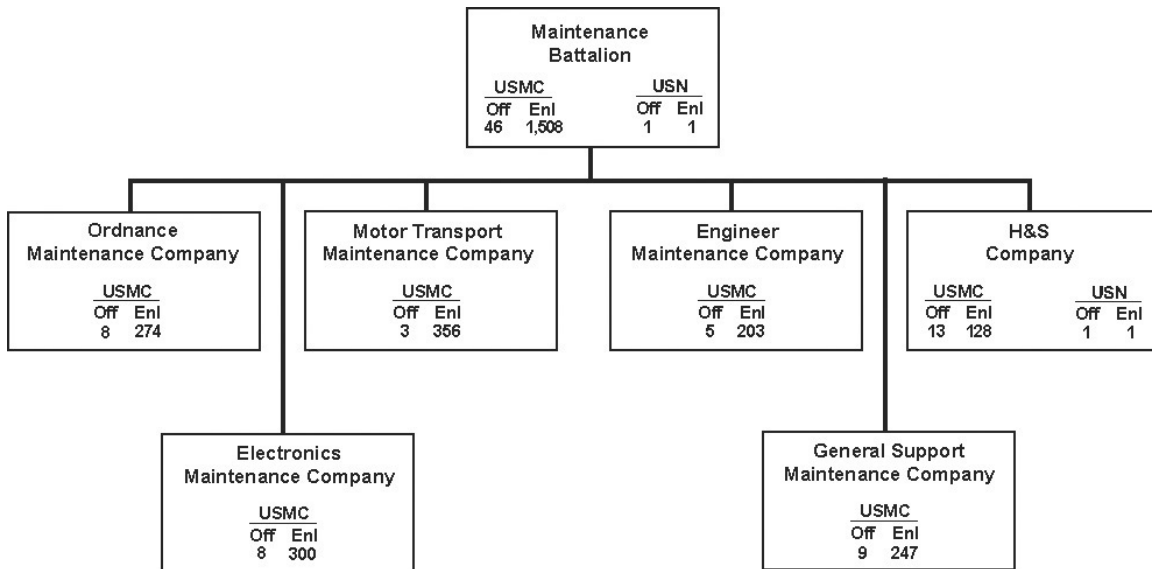 Maintenance
Battalion
USMC USN
Off Enl Off Enl
46 1,508 1 1
Ordnance
Maintenance Company
USMC
Off Enl
8 274
Motor Transport
Maintenance Company
USMC
Off Enl
3 356
Engineer
Maintenance Company
USMC
Off Enl
5 203
H&S
Company
USMC USN
Off Enl Off Enl
13 128 1 1
Electronics
Maintenance Company
USMC
Off Enl
8 300
General Support
Maintenance Company
USMC
Off Enl
9 247